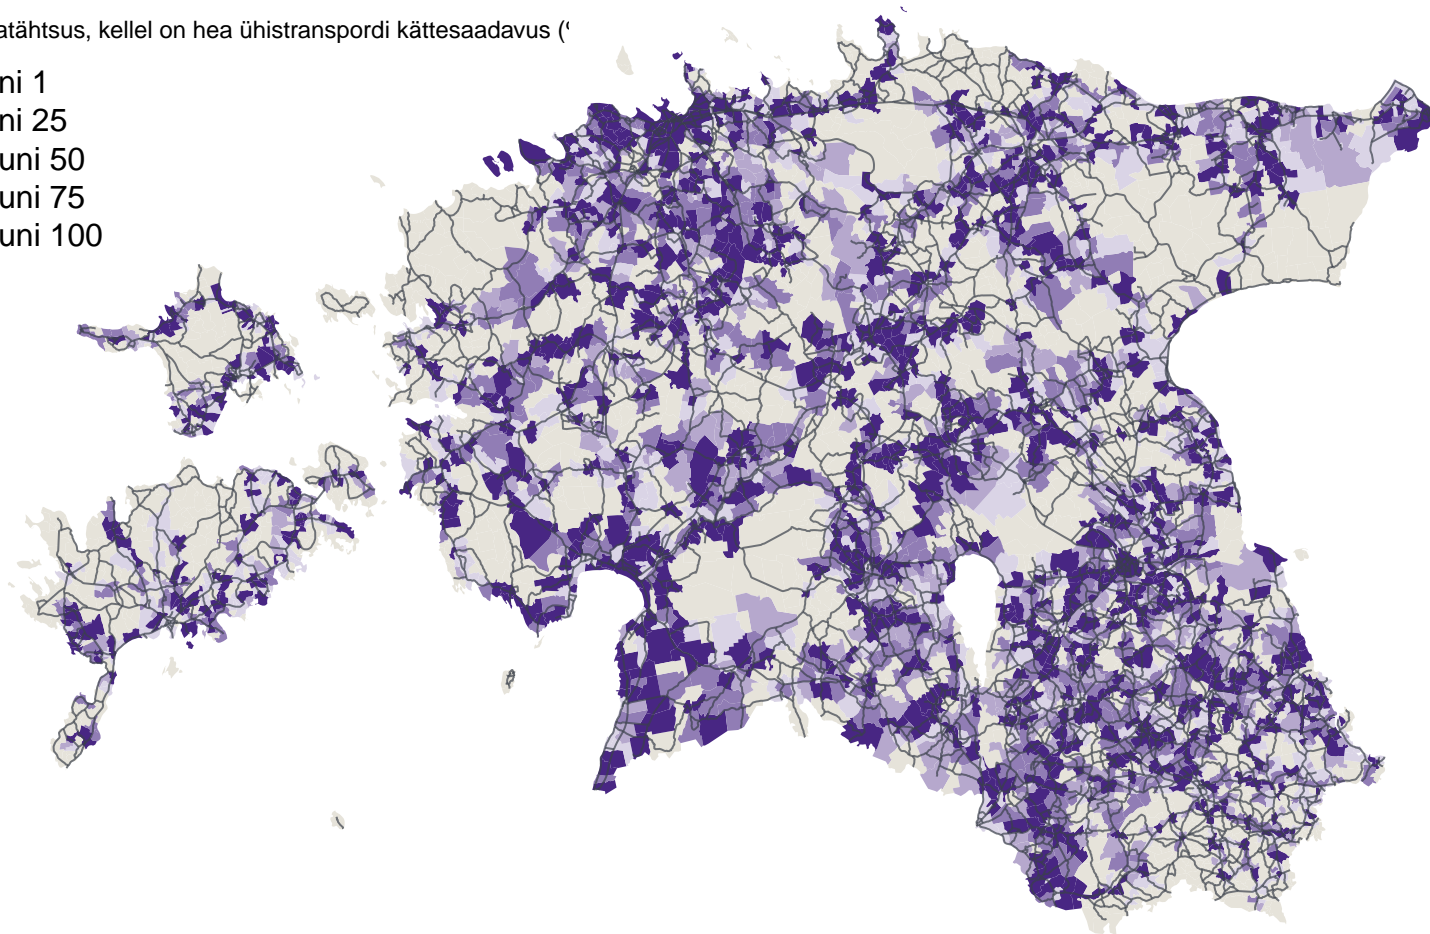 atähtsus, kellel on hea ühistranspordi kättesaadavus (
ni 1
ni 25
uni 50
uni 75
uni 100